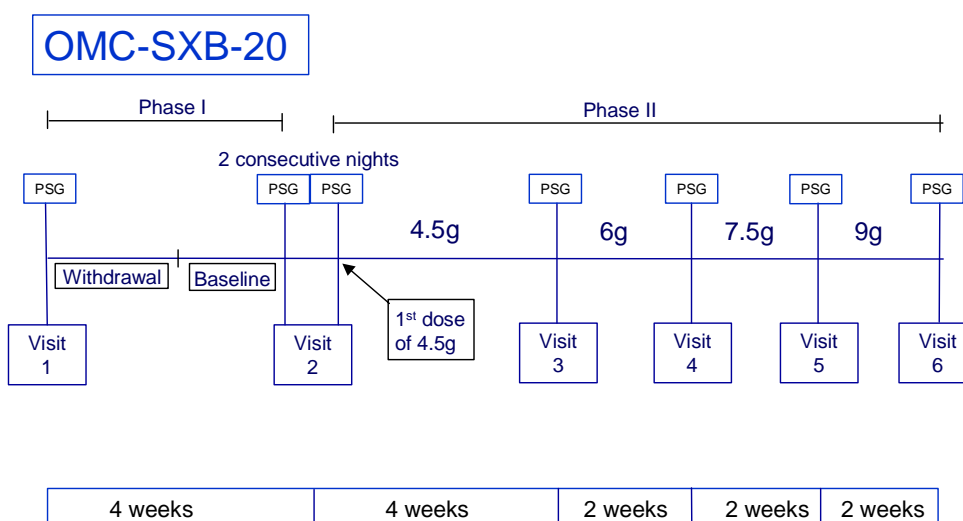 OMC-SXB-20
Phase I
Phase II
2 consecutive nights
PSG
PSG
PSG
PSG
PSG
PSG
PSG
4.5g
6g
7.5g
9g
Withdrawal
Baseline
1st dose
of 4.5g
Visit
1
Visit
2
Visit
3
Visit
4
Visit
5
Visit
6
4 weeks
4 weeks
2 weeks
2 weeks
2 weeks